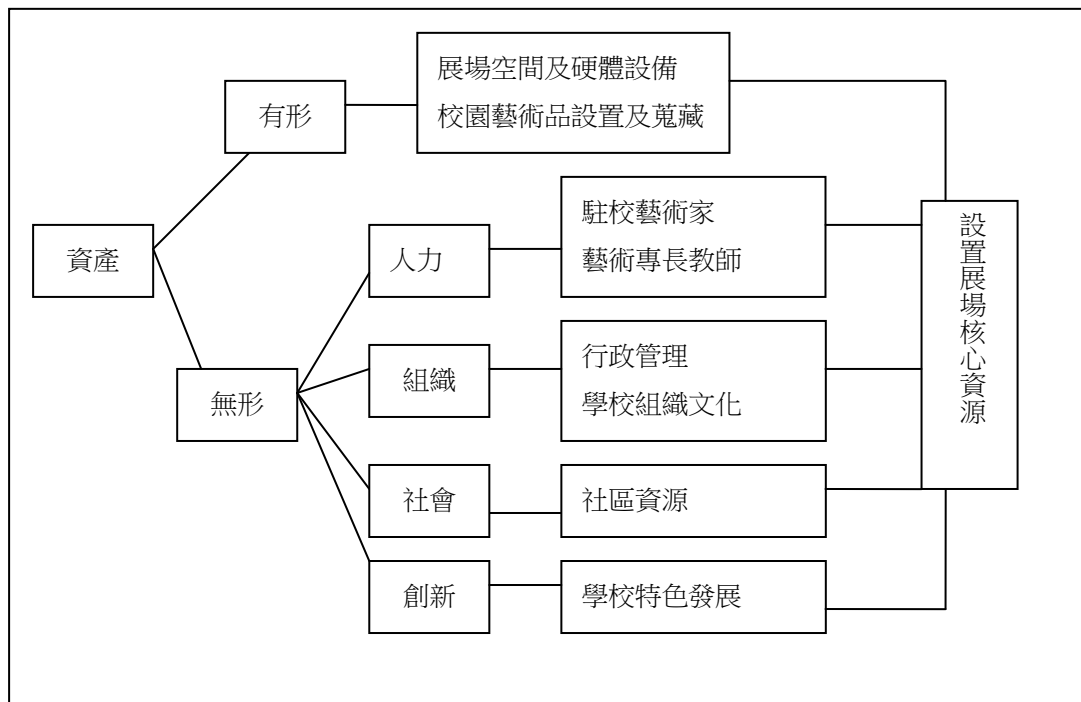 展場空間及硬體設備
校園藝術品設置及蒐藏
有形
資產
無形
人力
駐校藝術家
藝術專長教師
組織
行政管理
學校組織文化
社會
社區資源
創新
學校特色發展
設置展場核心資源